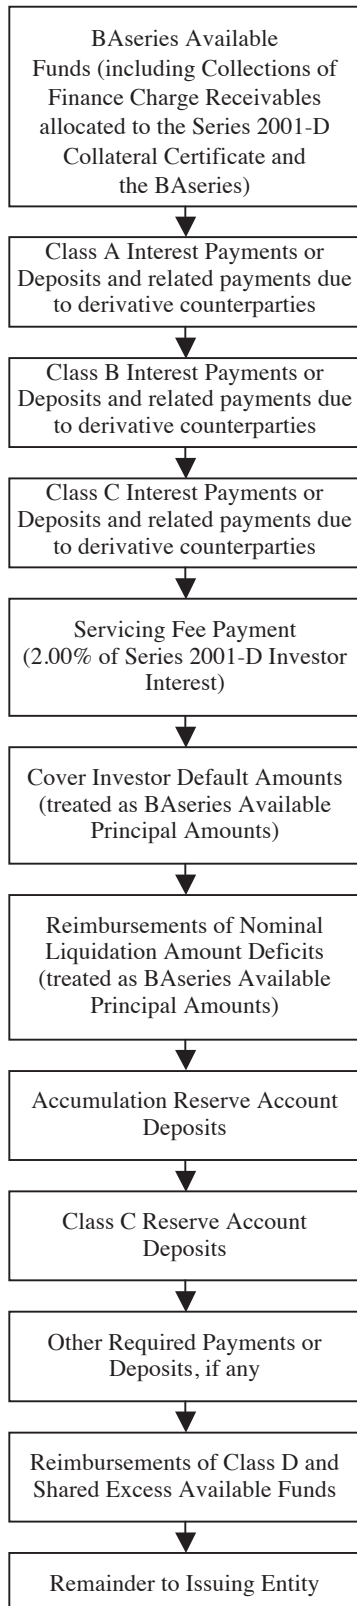 BAseries Available
Funds (including Collections of
Finance Charge Receivables
allocated to the Series 2001-D
Collateral Certificate and
the BAseries)
Class A Interest Payments or
Deposits and related payments due
to derivative counterparties
Class B Interest Payments or
Deposits and related payments due
to derivative counterparties
Class C Interest Payments or
Deposits and related payments due
to derivative counterparties
Servicing Fee Payment
(2.00% of Series 2001-D Investor
Interest)
Cover Investor Default Amounts
(treated as BAseries Available
Principal Amounts)
Reimbursements of Nominal
Liquidation Amount Deficits
(treated as BAseries Available
Principal Amounts)
Accumulation Reserve Account
Deposits
Class C Reserve Account
Deposits
Other Required Payments or
Deposits, if any
Reimbursements of Class D and
Shared Excess Available Funds
Remainder to Issuing Entity